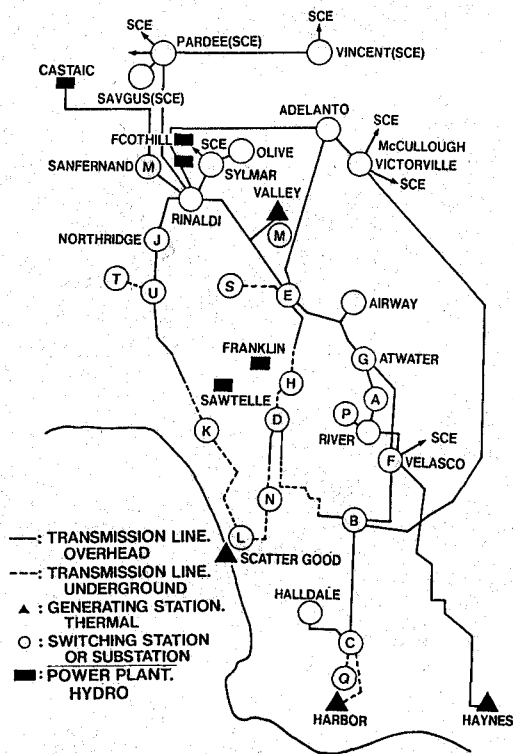 SCE
SCE
PARDEE(SCE)
VINCENT(SCE)
CASTAIC
SAVGUS(SCE)
ADELANTO
SCE
FCOTHILL
SCE
OLIVE
McCULLOUGH
SANFERNAND
M
SYLMAR
VICTORVILLE
VALLEY
SCE
RINALDI
M
NORTHRIDGE
J
T
U
S
E
AIRWAY
FRANKLIN
G
ATWATER
H
SAWTELLE
A
D
P
K
RIVER
SCE
F
VELASCO
N
B
L
SCATTER GOOD
—: TRANSMISSION LINE.
OVERHEAD
---: TRANSMISSION LINE.
UNDERGROUND
▲: GENERATING STATION.
THERMAL
○: SWITCHING STATION
OR SUBSTATION
■: POWER PLANT.
HYDRO
HALLDALE
C
Q
HARBOR
HAYNES